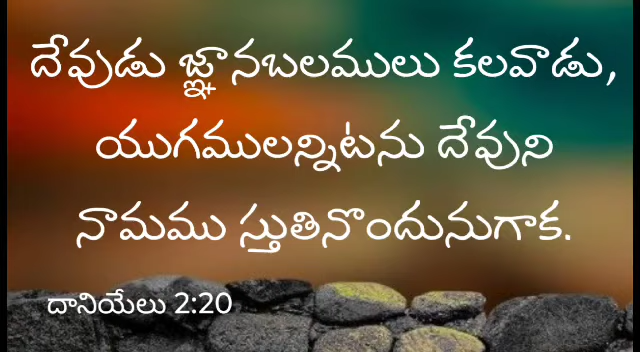 దేవుడు జ్ఞానబలములు కలవాడు,
యుగములన్నిటను దేవుని
నామము స్తుతినొందునుగాక.
దానియేలు 2:20